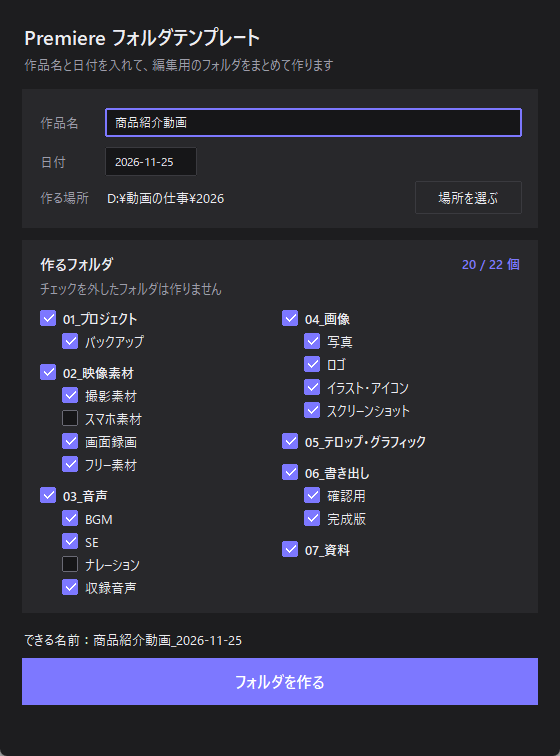 Premiere フォルダテンプレート
作品名と日付を入れて、編集用のフォルダをまとめて作ります
作品名 商品紹介動画
日付 2026-11-25
作る場所 D:¥動画の仕事¥2026 場所を選ぶ
作るフォルダ 20 / 22 個
チェックを外したフォルダは作りません
01_プロジェクト
バックアップ
02_映像素材
撮影素材
スマホ素材
画面録画
フリー素材
03_音声
BGM
SE
ナレーション
収録音声
04_画像
写真
ロゴ
イラスト・アイコン
スクリーンショット
05_テロップ・グラフィック
06_書き出し
確認用
完成版
07_資料
できる名前：商品紹介動画_2026-11-25
フォルダを作る